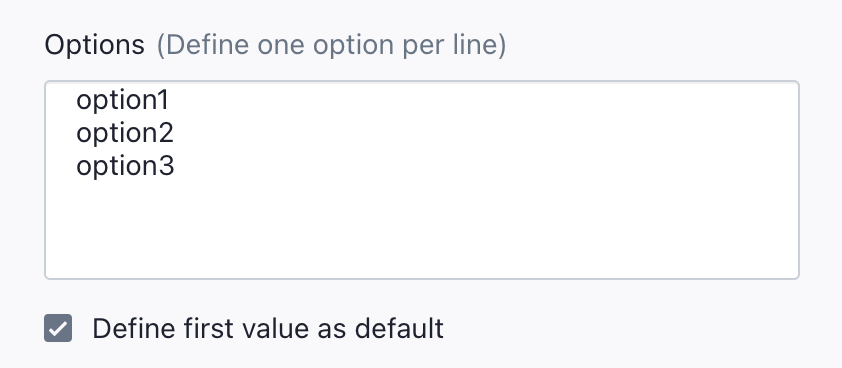 Options (Define one option per line)
option1
option2
option3
Define first value as default